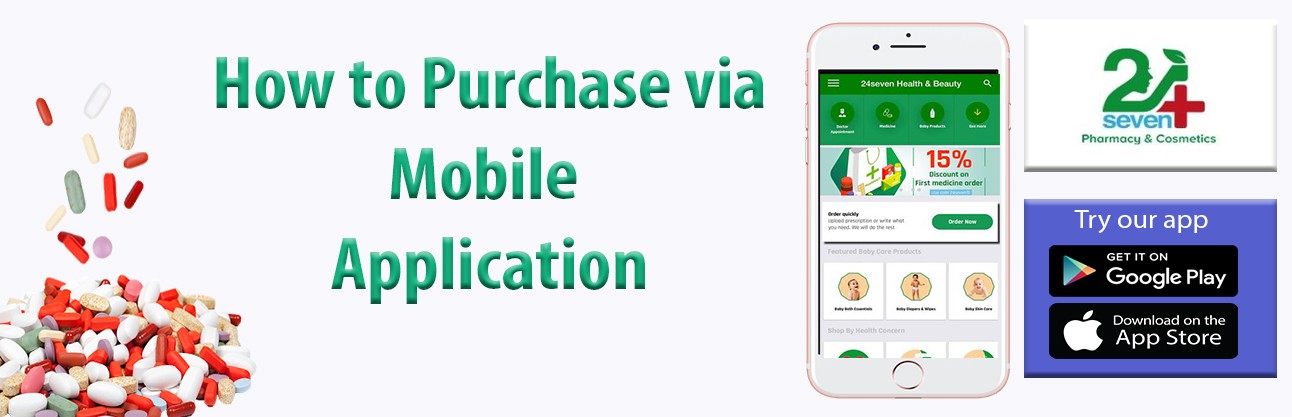 How to Purchase via
Mobile
Application
24seven Health & Beauty
Doctor
Appointment
Medicine
Baby Products
See More
15%
Discount on
First medicine order
Order quickly
Upload prescription or write what
you need. We will do the rest
Order Now
Featured Baby Care Products
Baby Bath Essentials
Baby Diapers & Wipes
Baby Skin Care
Shop By Health Concern
24
seven
Pharmacy & Cosmetics
Try our app
GET IT ON
Google Play
Download on the
App Store